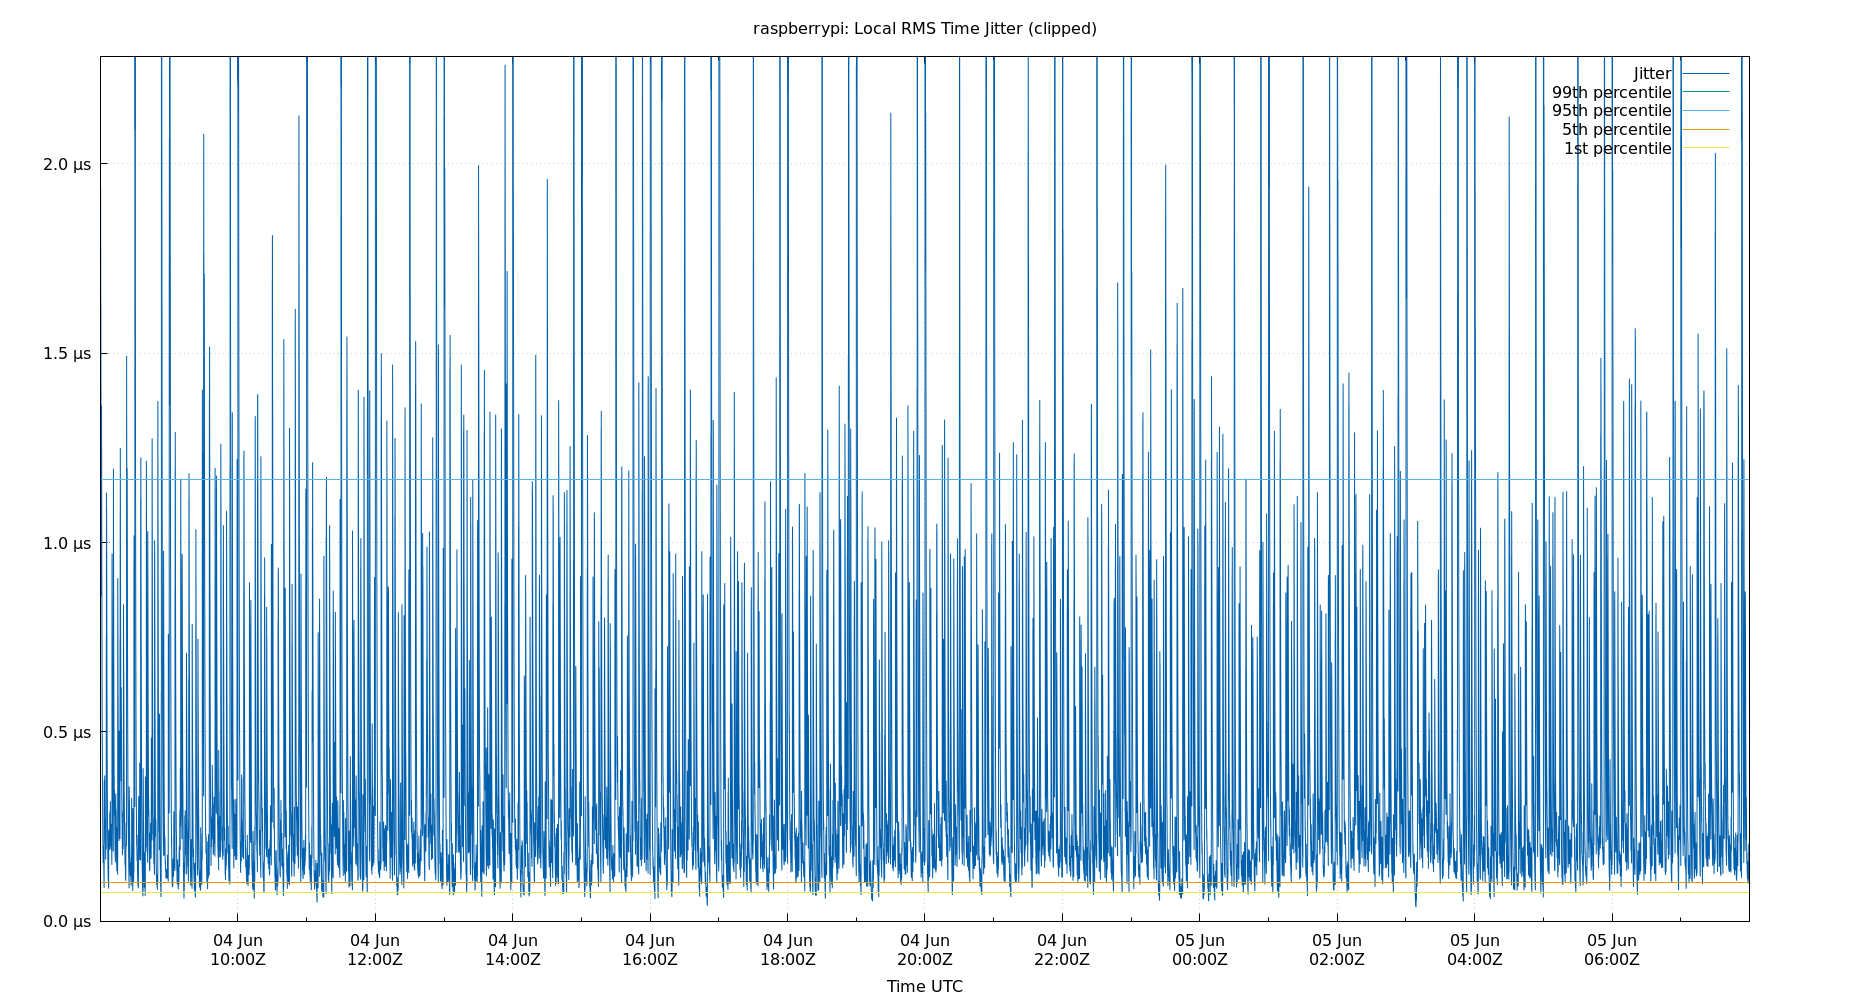 raspberrypi: Local RMS Time Jitter (clipped)
Jitter
99th percentile
95th percentile
5th percentile
1st percentile
2.0 µs
1.5 µs
1.0 µs
0.5 µs
0.0 µs
04 Jun 04 Jun 04 Jun 04 Jun 04 Jun 04 Jun 04 Jun 05 Jun 05 Jun 05 Jun 05 Jun
10:00Z 12:00Z 14:00Z 16:00Z 18:00Z 20:00Z 22:00Z 00:00Z 02:00Z 04:00Z 06:00Z
Time UTC